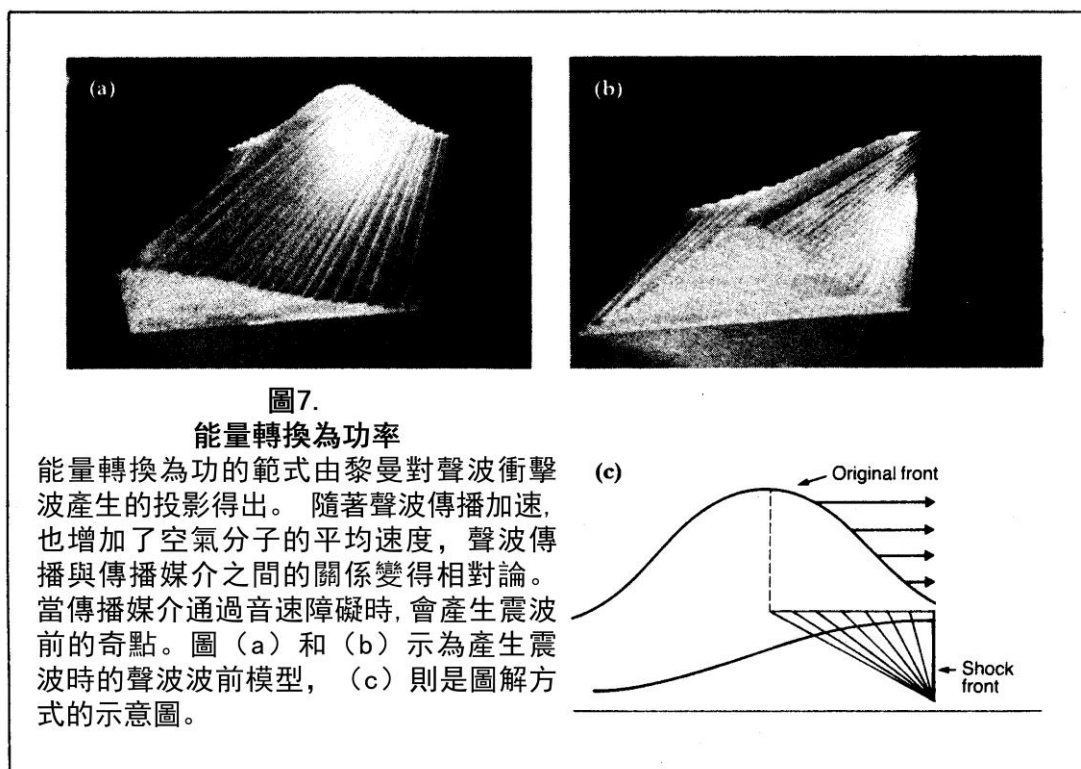 (a)
(b)
圖7.
能量轉換為功率
能量轉換為功的範式由黎曼對聲波衝擊
波產生的投影得出。 隨著聲波傳播加速,
也增加了空氣分子的平均速度，聲波傳
播與傳播媒介之間的關係變得相對論。
當傳播媒介通過音速障礙時,會產生震波
前的奇點。圖（a）和（b）示為產生震
波時的聲波波前模型，（c）則是圖解方
式的示意圖。
(c)
Original front
Shock
front